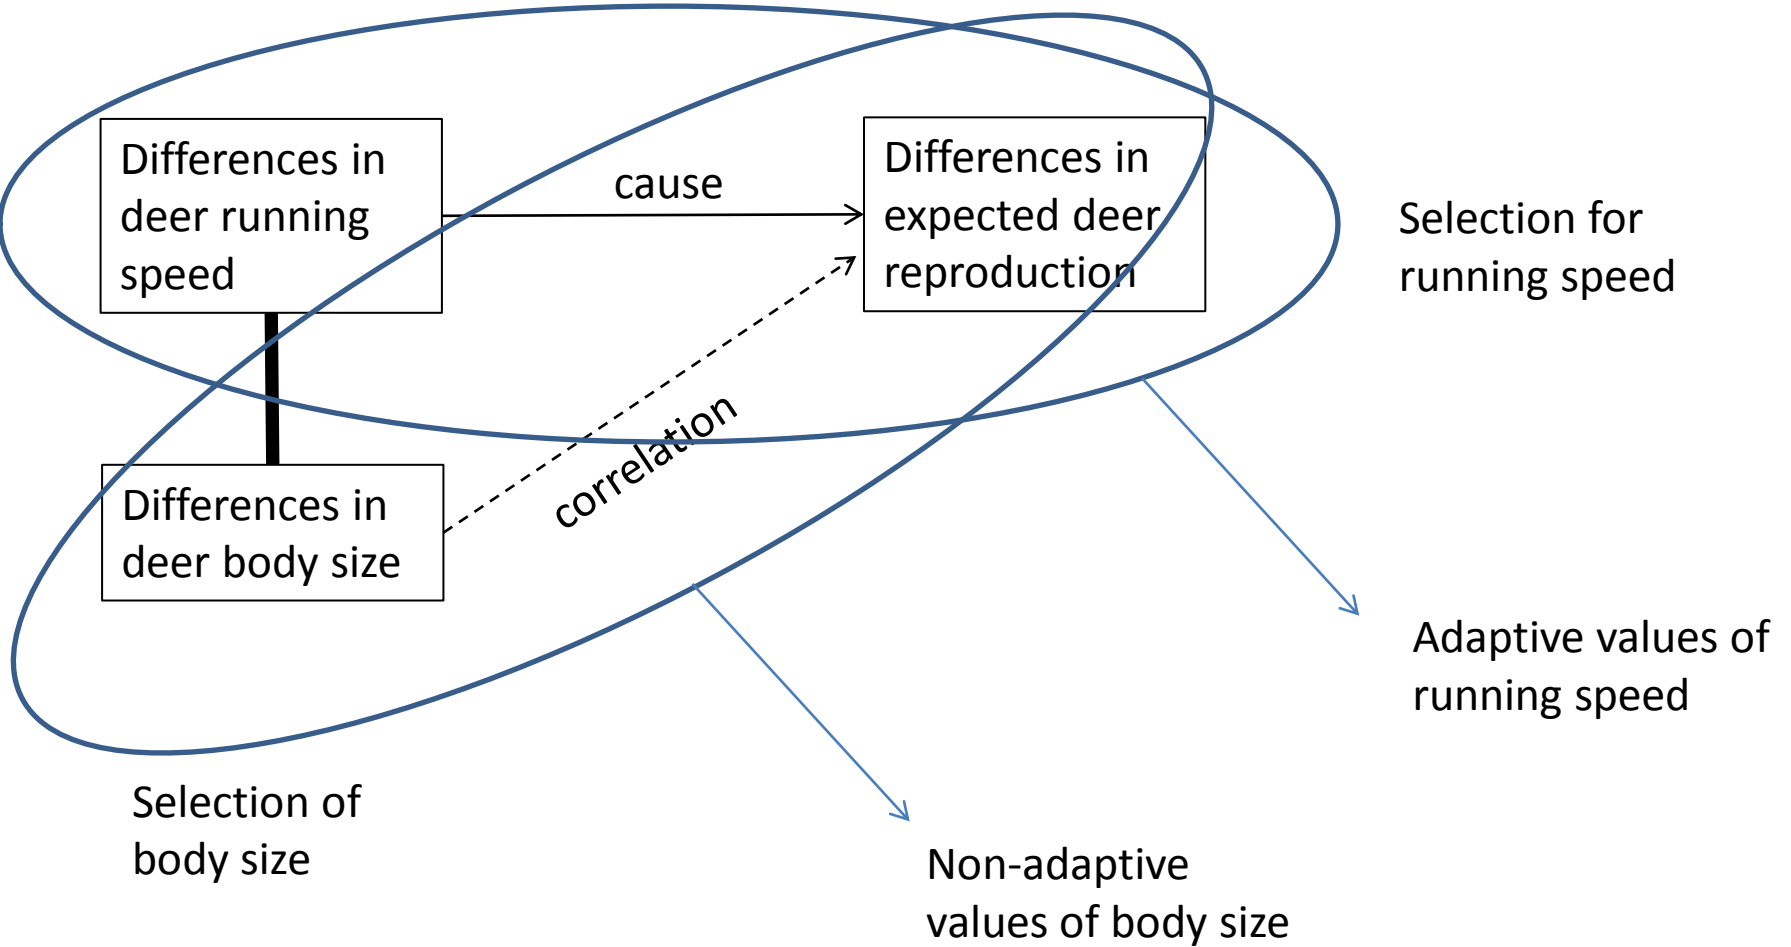 Differences in
deer running
speed
cause
Differences in
expected deer
reproduction
Selection for
running speed
correlation
Differences in
deer body size
Adaptive values of
running speed
Selection of
body size
Non-adaptive
values of body size